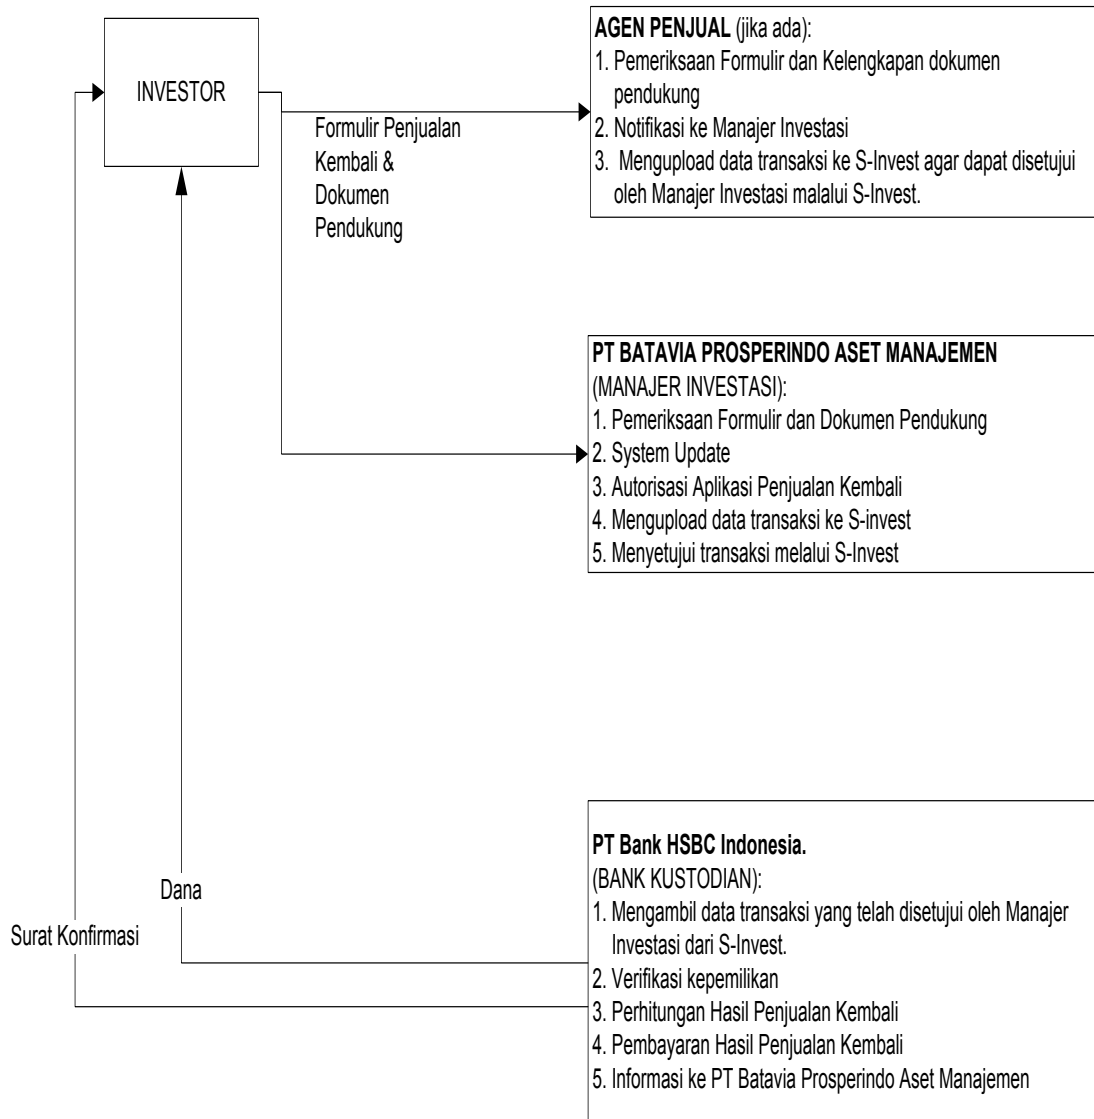 INVESTOR
Formulir Penjualan
Kembali &
Dokumen
Pendukung
AGEN PENJUAL (jika ada):
1. Pemeriksaan Formulir dan Kelengkapan dokumen
pendukung
2. Notifikasi ke Manajer Investasi
3. Mengupload data transaksi ke S-Invest agar dapat disetujui
oleh Manajer Investasi malalui S-Invest.
PT BATAVIA PROSPERINDO ASET MANAJEMEN
(MANAJER INVESTASI):
1. Pemeriksaan Formulir dan Dokumen Pendukung
2. System Update
3. Autorisasi Aplikasi Penjualan Kembali
4. Mengupload data transaksi ke S-invest
5. Menyetujui transaksi melalui S-Invest
Dana
Surat Konfirmasi
PT Bank HSBC Indonesia.
(BANK KUSTODIAN):
1. Mengambil data transaksi yang telah disetujui oleh Manajer
Investasi dari S-Invest.
2. Verifikasi kepemilikan
3. Perhitungan Hasil Penjualan Kembali
4. Pembayaran Hasil Penjualan Kembali
5. Informasi ke PT Batavia Prosperindo Aset Manajemen